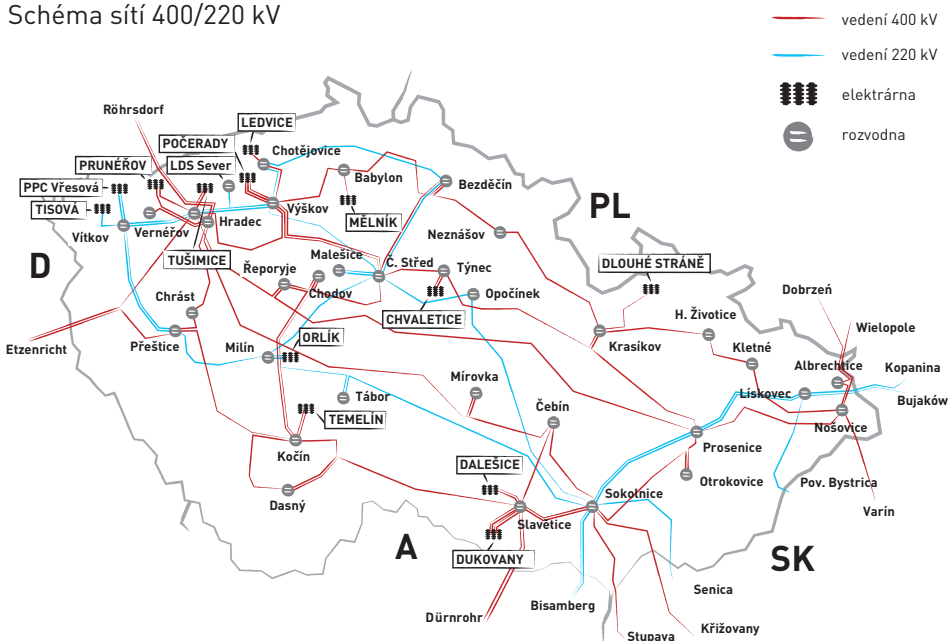 Schéma sítí 400/220 kV
vedení 400 kV
vedení 220 kV
elektrárna
rozvodna
Röhrsdorf
LEDVICE
POČERADY
Chotějovice
PRUNÉŘOV
LDS Sever
PPC Vřesová
Babylon
Bezděčín
TISOVÁ
Výškov
MĚLNÍK
PL
Vítkov
Vernéřov
Hradec
Neznášov
D
TUŠIMICE
Malešice
Č. Střed
Týnec
DLOUHÉ STRÁNĚ
Řeporyje
Chodov
Opočínek
Dobrzeń
Chrást
CHVALETICE
H. Životice
Wielopole
Etzenricht
Přeštice
Milín
ORLÍK
Krasíkov
Kletné
Albrechtice
Kopanina
Mírovka
Lískovec
Bujaków
Tábor
Čebín
TEMELÍN
Nošovice
Kočín
Prosenice
DALEŠICE
Otrokovice
Pov. Bystrica
Dasný
Sokolnice
Varín
Slavětice
A
DUKOVANY
SK
Senica
Bisamberg
Dürnrohr
Križovany
Stupava